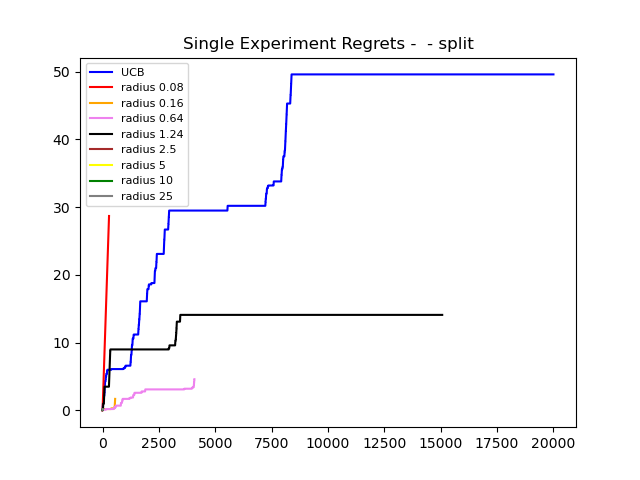 Single Experiment Regrets -  - split
UCB
radius 0.08
radius 0.16
radius 0.64
radius 1.24
radius 2.5
radius 5
radius 10
radius 25
50
40
30
20
10
0
0 2500 5000 7500 10000 12500 15000 17500 20000